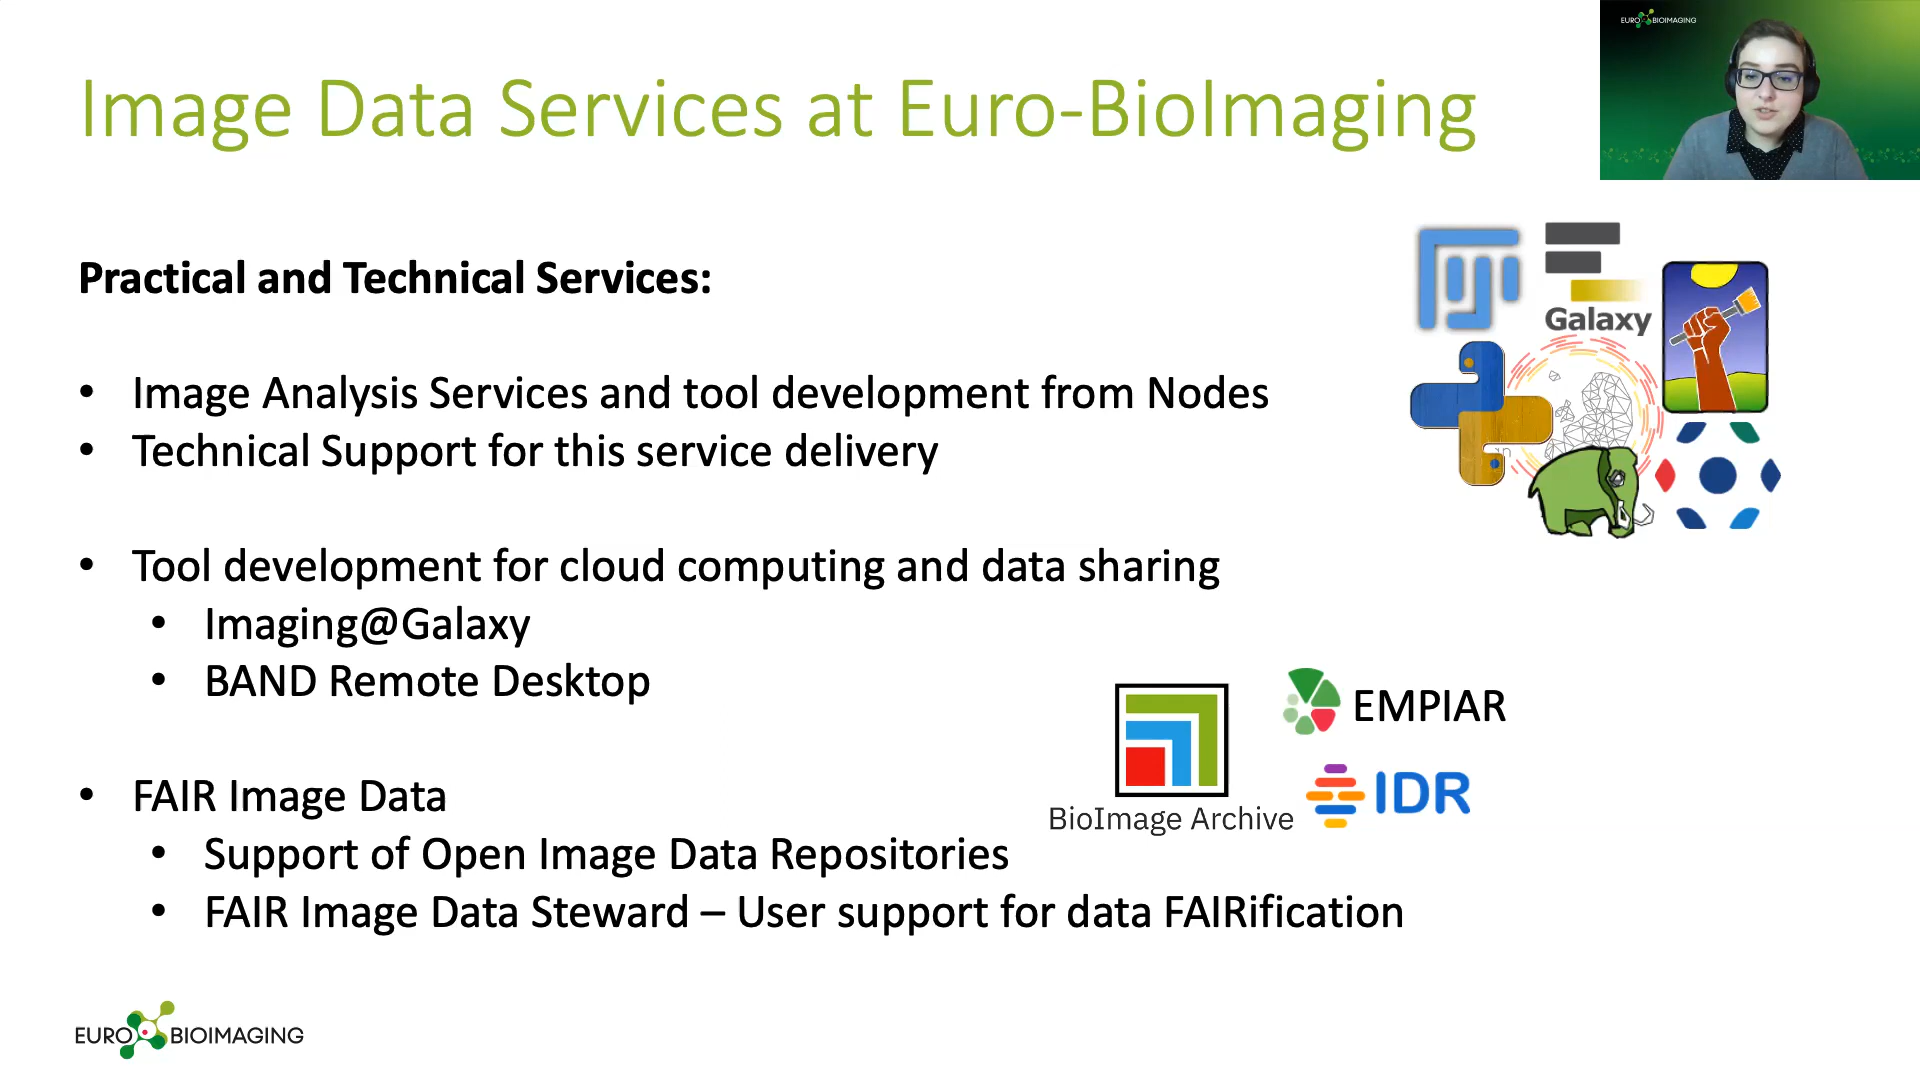 Image Data Services at Euro-BioImaging
EURO BIOIMAGING
Practical and Technical Services:
Galaxy
• Image Analysis Services and tool development from Nodes
• Technical Support for this service delivery
• Tool development for cloud computing and data sharing
• Imaging@Galaxy
• BAND Remote Desktop
EMPIAR
IDR
BioImage Archive
• FAIR Image Data
• Support of Open Image Data Repositories
• FAIR Image Data Steward – User support for data FAIRification
EURO BIOIMAGING